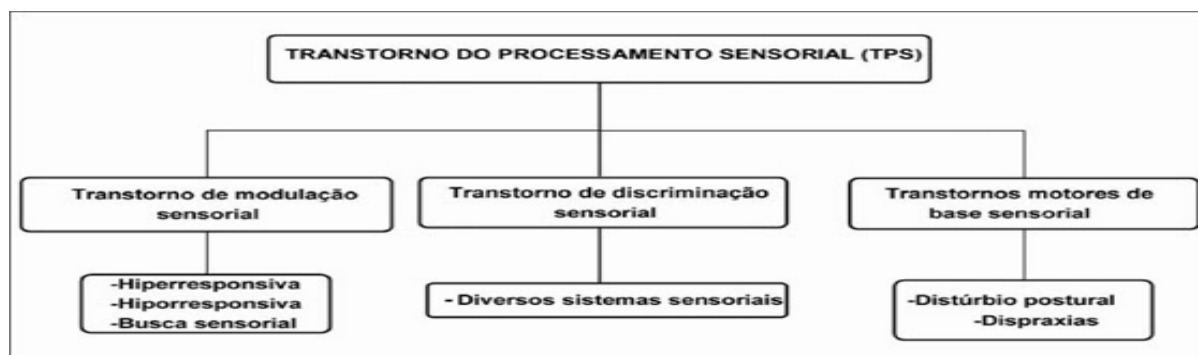 TRANSTORNO DO PROCESSAMENTO SENSORIAL (TPS)
Transtorno de modulação
sensorial
Transtorno de discriminação
sensorial
Transtornos motores de
base sensorial
-Hiperresponsiva
-Hiporresponsiva
-Busca sensorial
- Diversos sistemas sensoriais
-Distúrbio postural
-Dispraxias